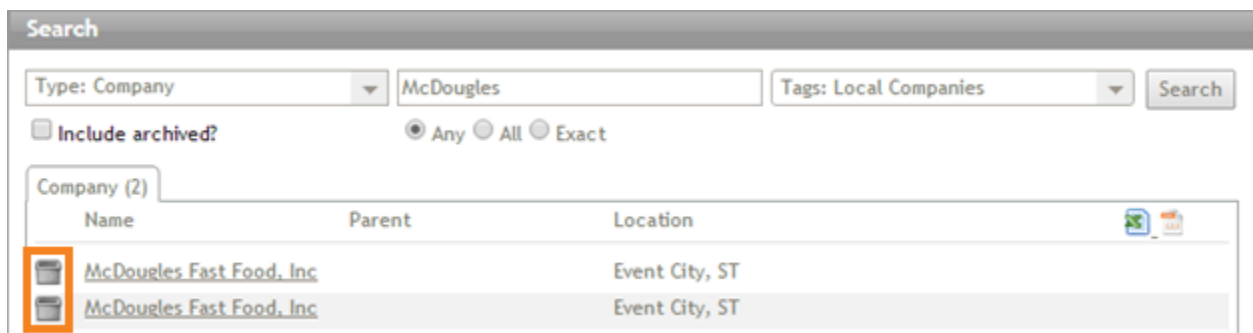 Search
Type: Company McDougles Tags: Local Companies Search
Include archived? Any All Exact
Company (2)
Name Parent Location
McDougles Fast Food, Inc Event City, ST
McDougles Fast Food, Inc Event City, ST